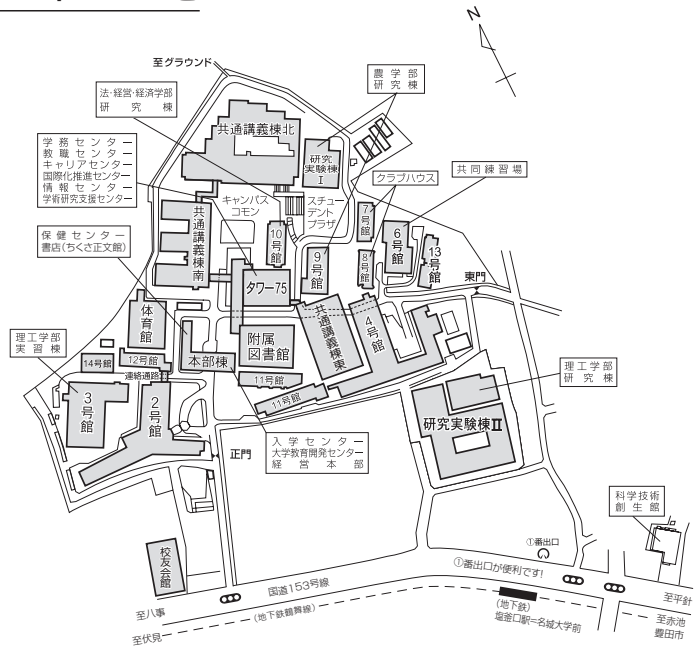 N
至グラウンド
法・経営・経済学部
研究棟
農学部
研究棟
共通講義棟北
研究
実験棟
I
学務センター
教職センター
キャリアセンター
国際化推進センター
情報センター
学術研究支援センター
クラブハウス
共同練習場
キャンパス
コモン
スチュー
デント
プラザ
共通講義棟南
10号館
7号館
6号館
13号館
保健センター
書店(ちくさ正文館)
9号館
8号館
タワー75
東門
体育館
共通講義棟東
4号館
理工学部
実習棟
附属
図書館
本部棟
14号館
12号館
連絡通路
11号館
11号館
理工学部
研究棟
3号館
2号館
研究実験棟II
正門
入学センター
大学教育開発センター
経営本部
科学技術
創生館
校友会館
①番出口
①番出口が便利です!
国道153号線
至八事
(地下鉄鶴舞線)
至伏見
(地下鉄)
塩釜口駅=名城大学前
至平針
至赤池
豊田市